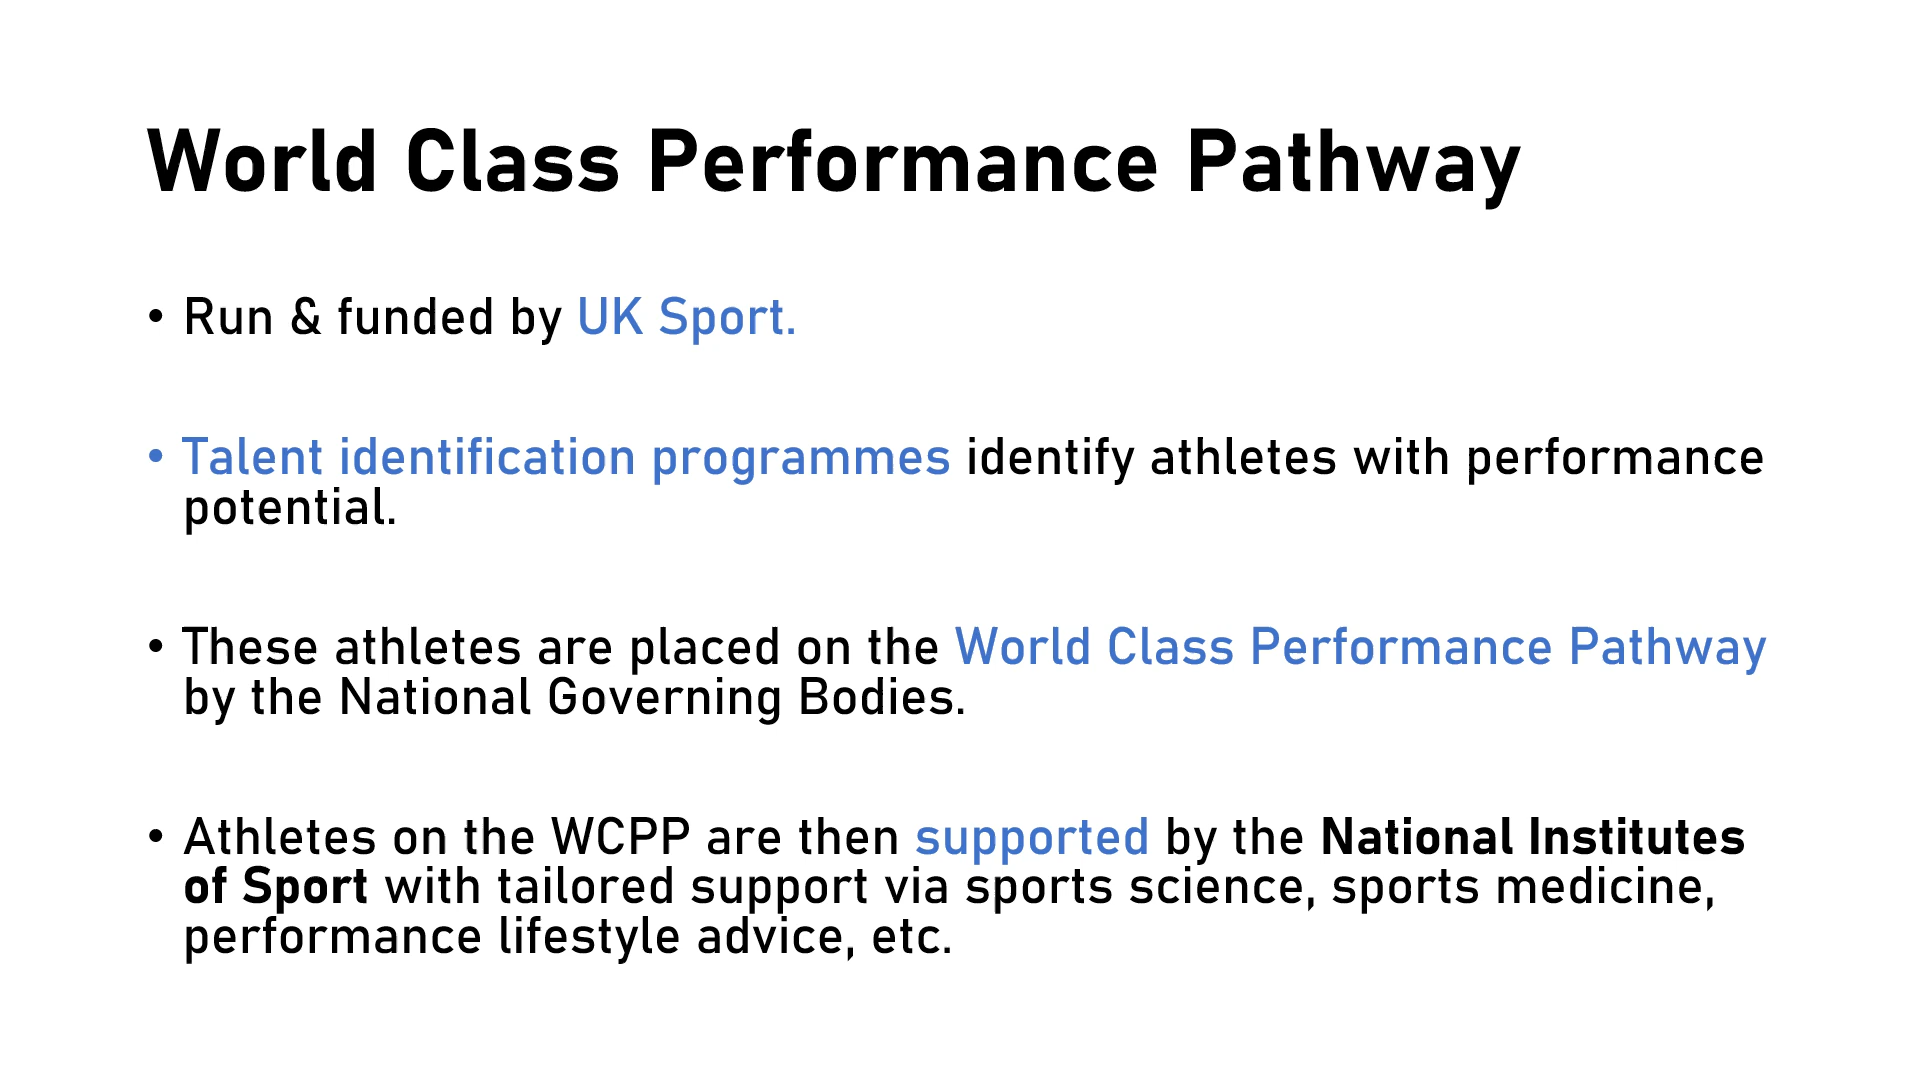 World Class Performance Pathway
• Run & funded by UK Sport.
• Talent identification programmes identify athletes with performance
potential.
• These athletes are placed on the World Class Performance Pathway
by the National Governing Bodies.
• Athletes on the WCPP are then supported by the National Institutes
of Sport with tailored support via sports science, sports medicine,
performance lifestyle advice, etc.